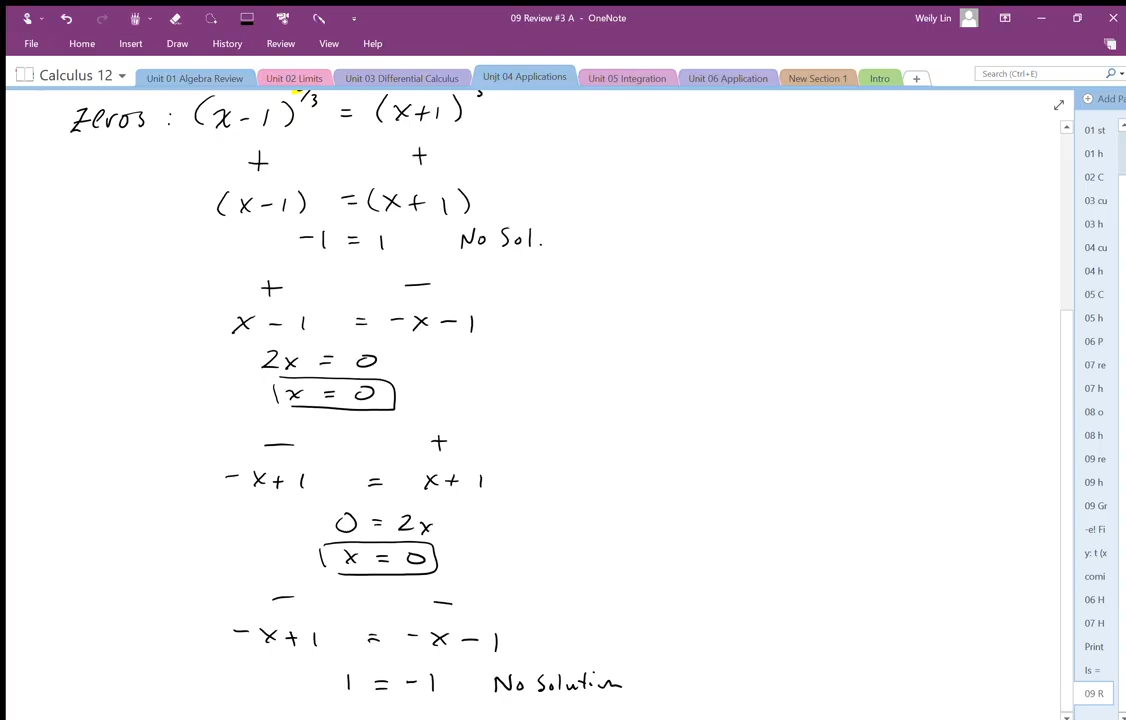 09 Review #3 A - OneNote
Weily Lin
File Home Insert Draw History Review View Help
Calculus 12
Unit 01 Algebra Review Unit 02 Limits Unit 03 Differential Calculus Unit 04 Applications Unit 05 Integration Unit 06 Application New Section 1 Intro +
Search (Ctrl+E)
Zeros : (x-1)^2/3 = (x+1)
+ +
(x-1) = (x+1)
-1 = 1 No Sol.
+ -
x - 1 = -x - 1
2x = 0
x = 0
- +
-x+1 = x+1
0 = 2x
x = 0
- -
-x+1 = -x-1
1 = -1 No Solution
Add Pa
01 st
01 h
02 C
03 cu
03 h
04 cu
04 h
05 C
05 h
06 P
07 re
07 h
08 o
08 h
09 re
09 h
09 Gr
-e! Fi
y: t (x
comi
06 H
07 H
Print
Is =
09 R